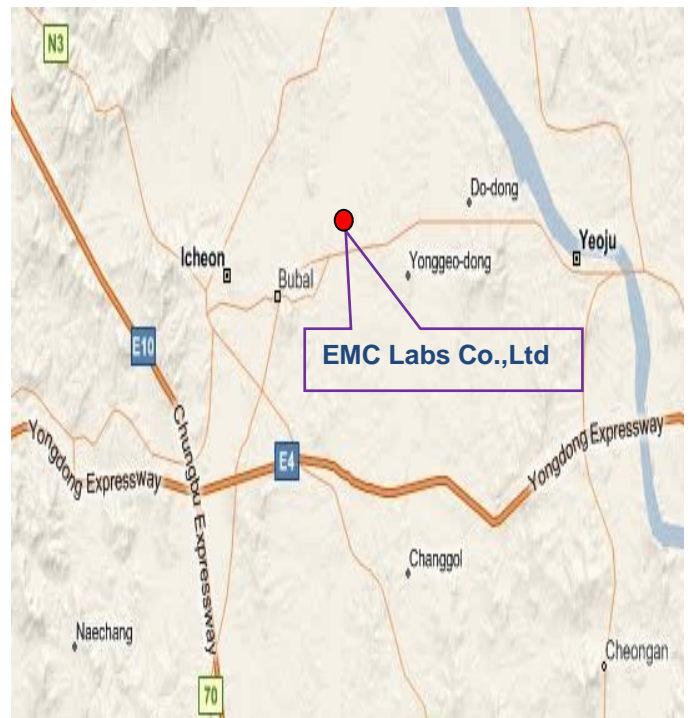 N3
Do-dong
Yeoju
Icheon
Bubal
Yonggeo-dong
EMC Labs Co.,Ltd
E10
Chungbu Expressway
Yongdong Expressway
E4
Yongdong Expressway
Changgol
Naechang
Cheongan
70